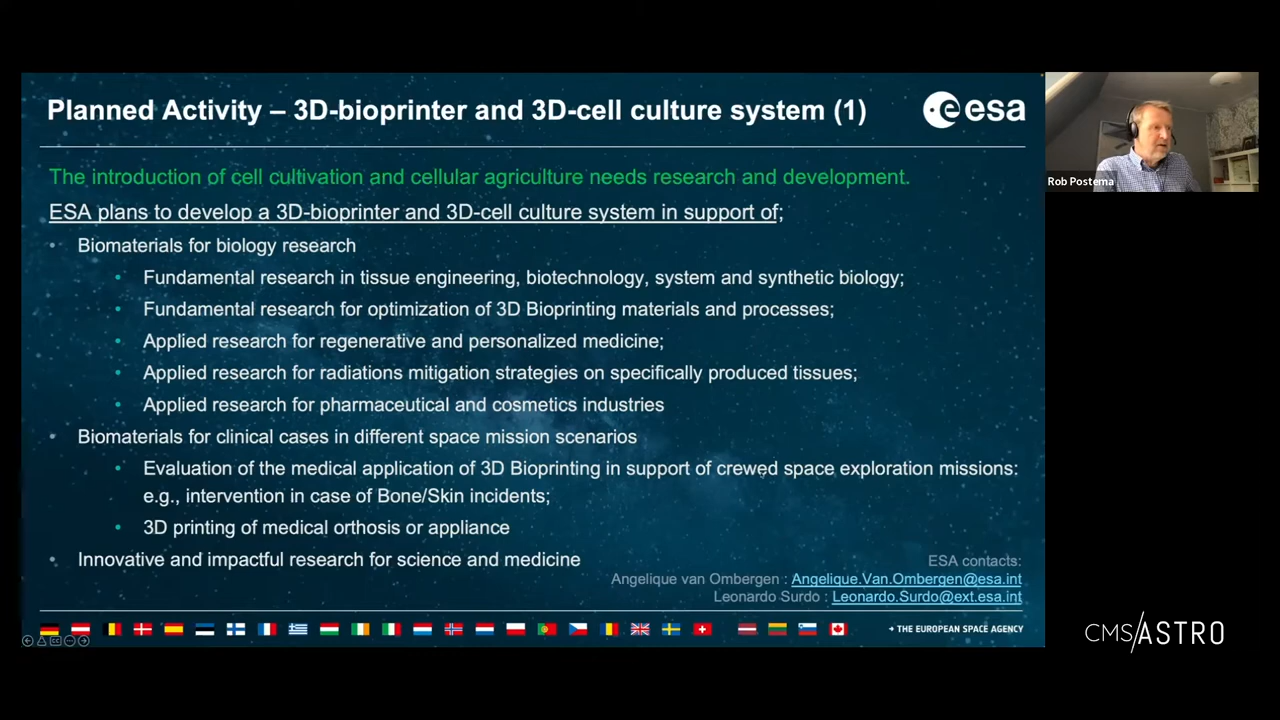 Planned Activity – 3D-bioprinter and 3D-cell culture system (1)
esa
The introduction of cell cultivation and cellular agriculture needs research and development.
ESA plans to develop a 3D-bioprinter and 3D-cell culture system in support of;
• Biomaterials for biology research
• Fundamental research in tissue engineering, biotechnology, system and synthetic biology;
• Fundamental research for optimization of 3D Bioprinting materials and processes;
• Applied research for regenerative and personalized medicine;
• Applied research for radiations mitigation strategies on specifically produced tissues;
• Applied research for pharmaceutical and cosmetics industries
• Biomaterials for clinical cases in different space mission scenarios
• Evaluation of the medical application of 3D Bioprinting in support of crewed space exploration missions:
e.g., intervention in case of Bone/Skin incidents;
• 3D printing of medical orthosis or appliance
• Innovative and impactful research for science and medicine
ESA contacts:
Angelique van Ombergen : Angelique.Van.Ombergen@esa.int
Leonardo Surdo : Leonardo.Surdo@ext.esa.int
→ THE EUROPEAN SPACE AGENCY
Rob Postema
CMS/ASTRO